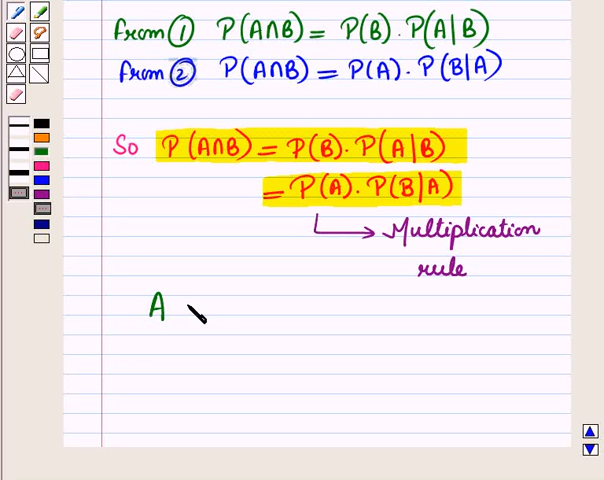 from ① P(A∩B) = P(B) . P(A|B)
from ② P(A∩B) = P(A) . P(B|A)
So P(A∩B) = P(B) . P(A|B)
= P(A) . P(B|A)
Multiplication
rule
A